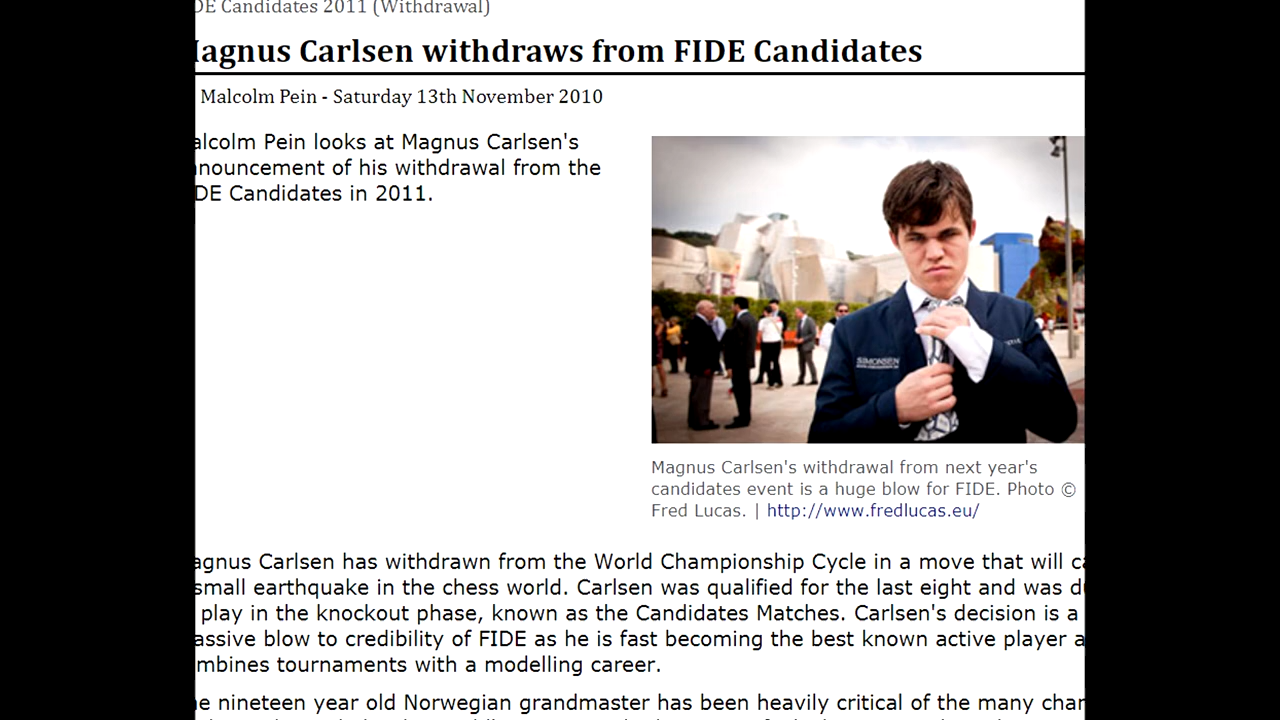 DE Candidates 2011 (Withdrawal)
Magnus Carlsen withdraws from FIDE Candidates
Malcolm Pein - Saturday 13th November 2010
alcolm Pein looks at Magnus Carlsen's
nnouncement of his withdrawal from the
DE Candidates in 2011.
SIMONSEN
Magnus Carlsen's withdrawal from next year's
candidates event is a huge blow for FIDE. Photo ©
Fred Lucas. | http://www.fredlucas.eu/
agnus Carlsen has withdrawn from the World Championship Cycle in a move that will ca
small earthquake in the chess world. Carlsen was qualified for the last eight and was du
play in the knockout phase, known as the Candidates Matches. Carlsen's decision is a
assive blow to credibility of FIDE as he is fast becoming the best known active player a
mbines tournaments with a modelling career.
e nineteen year old Norwegian grandmaster has been heavily critical of the many chan